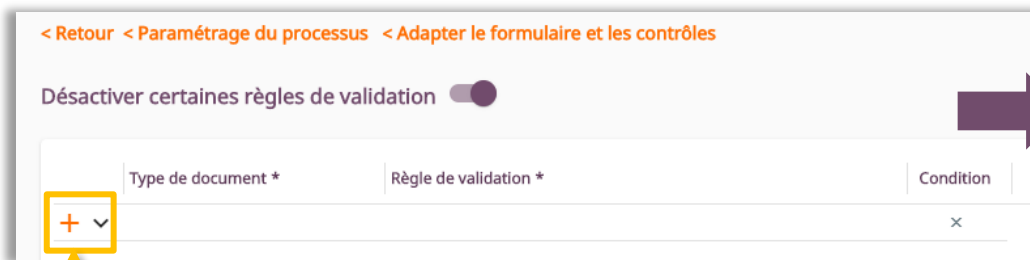 < Retour < Paramétrage du processus < Adapter le formulaire et les contrôles
Désactiver certaines règles de validation
Type de document * Règle de validation * Condition